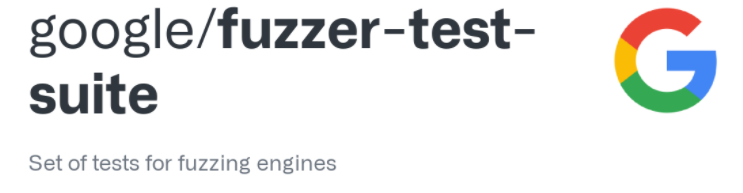 google/fuzzer-test-
suite
Set of tests for fuzzing engines